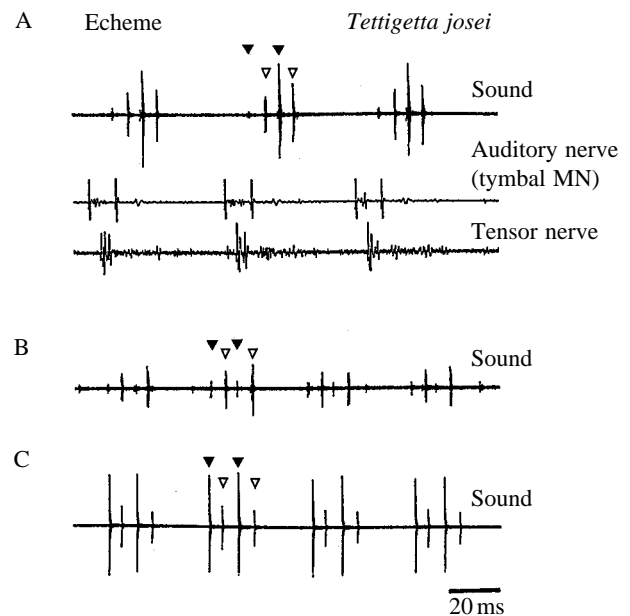 A Echeme Tettigetta josei
Sound
Auditory nerve
(tymbal MN)
Tensor nerve
B
Sound
C
Sound
20 ms